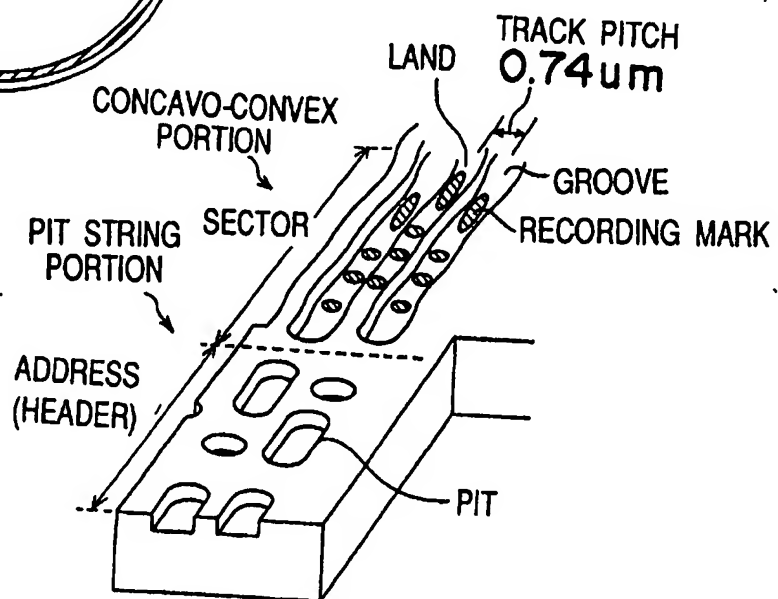 TRACK PITCH
0.74um
LAND
CONCAVO-CONVEX
PORTION
GROOVE
SECTOR
RECORDING MARK
PIT STRING
PORTION
ADDRESS
(HEADER)
PIT